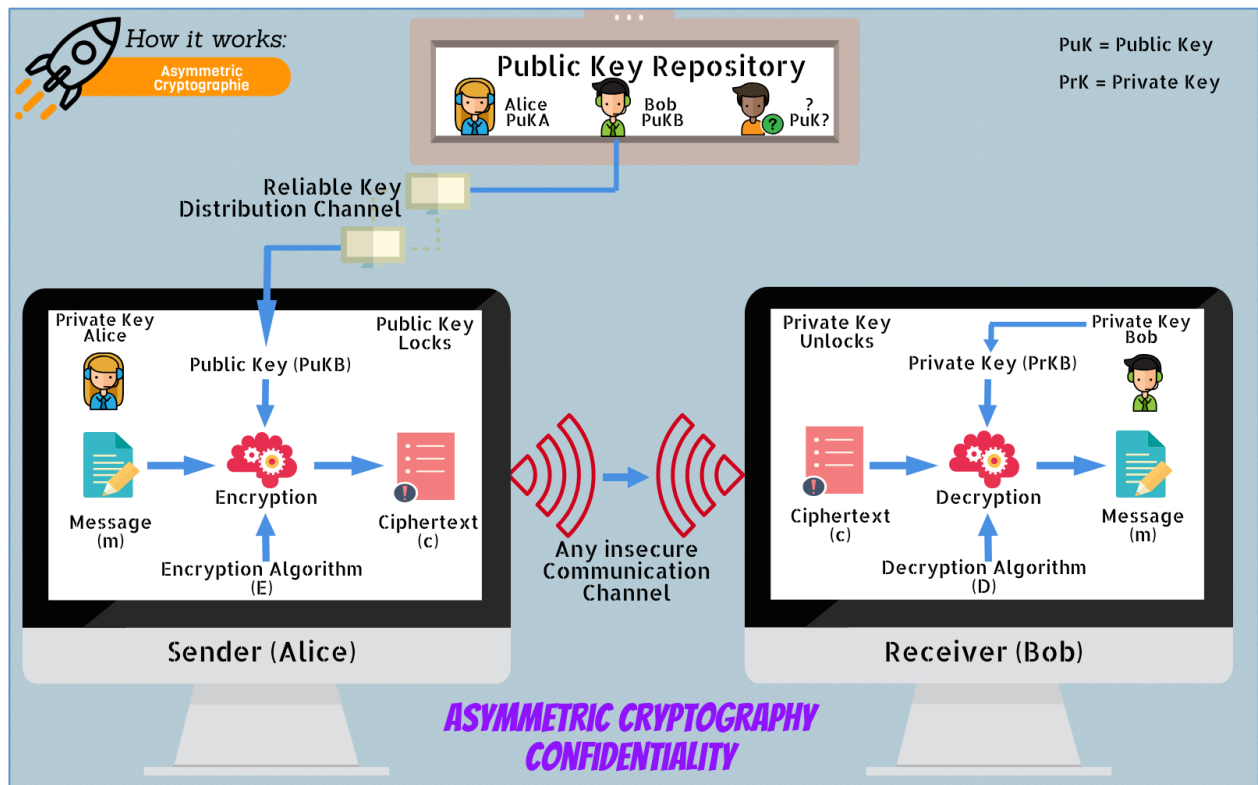 How it works:
Asymmetric
Cryptographie
PuK = Public Key
PrK = Private Key
Public Key Repository
Alice
PuKA
Bob
PuKB
?
PuK?
?
Reliable Key
Distribution Channel
Private Key
Alice
Public Key
Locks
Public Key (PuKB)
Encryption
Message
(m)
!
Ciphertext
(c)
Encryption Algorithm
(E)
Sender (Alice)
Any insecure
Communication
Channel
Private Key
Unlocks
Private Key
Bob
Private Key (PrKB)
!
Ciphertext
(c)
Decryption
Message
(m)
Decryption Algorithm
(D)
Receiver (Bob)
ASYMMETRIC CRYPTOGRAPHY
CONFIDENTIALITY